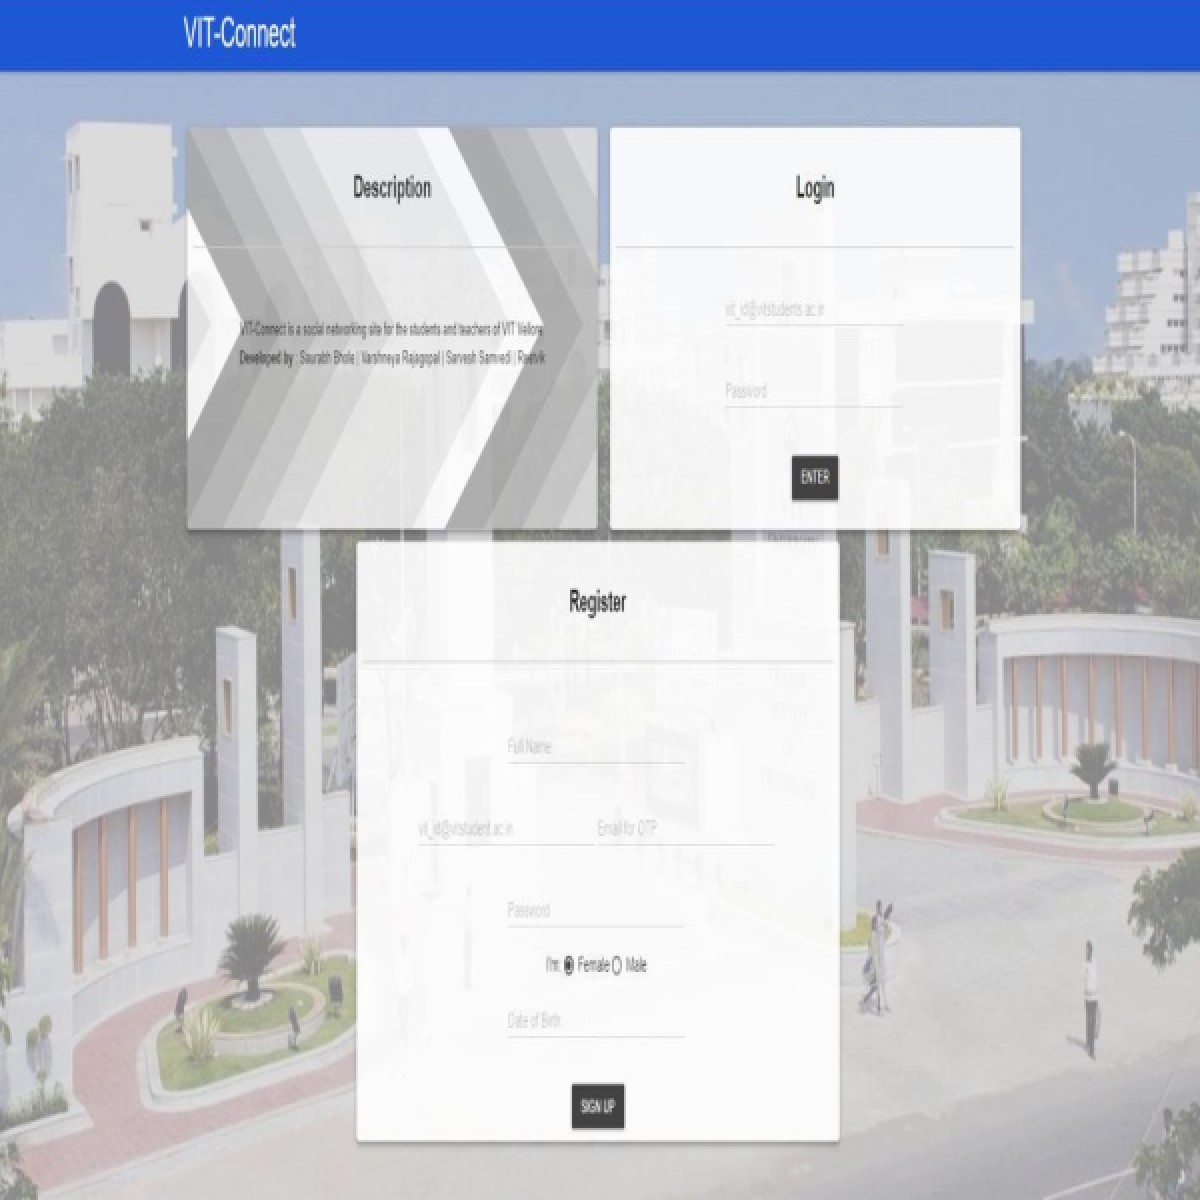 VIT-Connect
Description
VIT-Connect is a social networking site for the students and teachers of VIT Vellore
Developed by : Saurabh Bhole | Varshneya Rajagopal | Sarvesh Samvedi |
Login
vit_id@vitstudents.ac.in
Password
ENTER
Register
Full Name
vit_id@vitstudent.ac.in Email for OTP
Password
I'm: Female Male
Date of Birth
SIGN UP